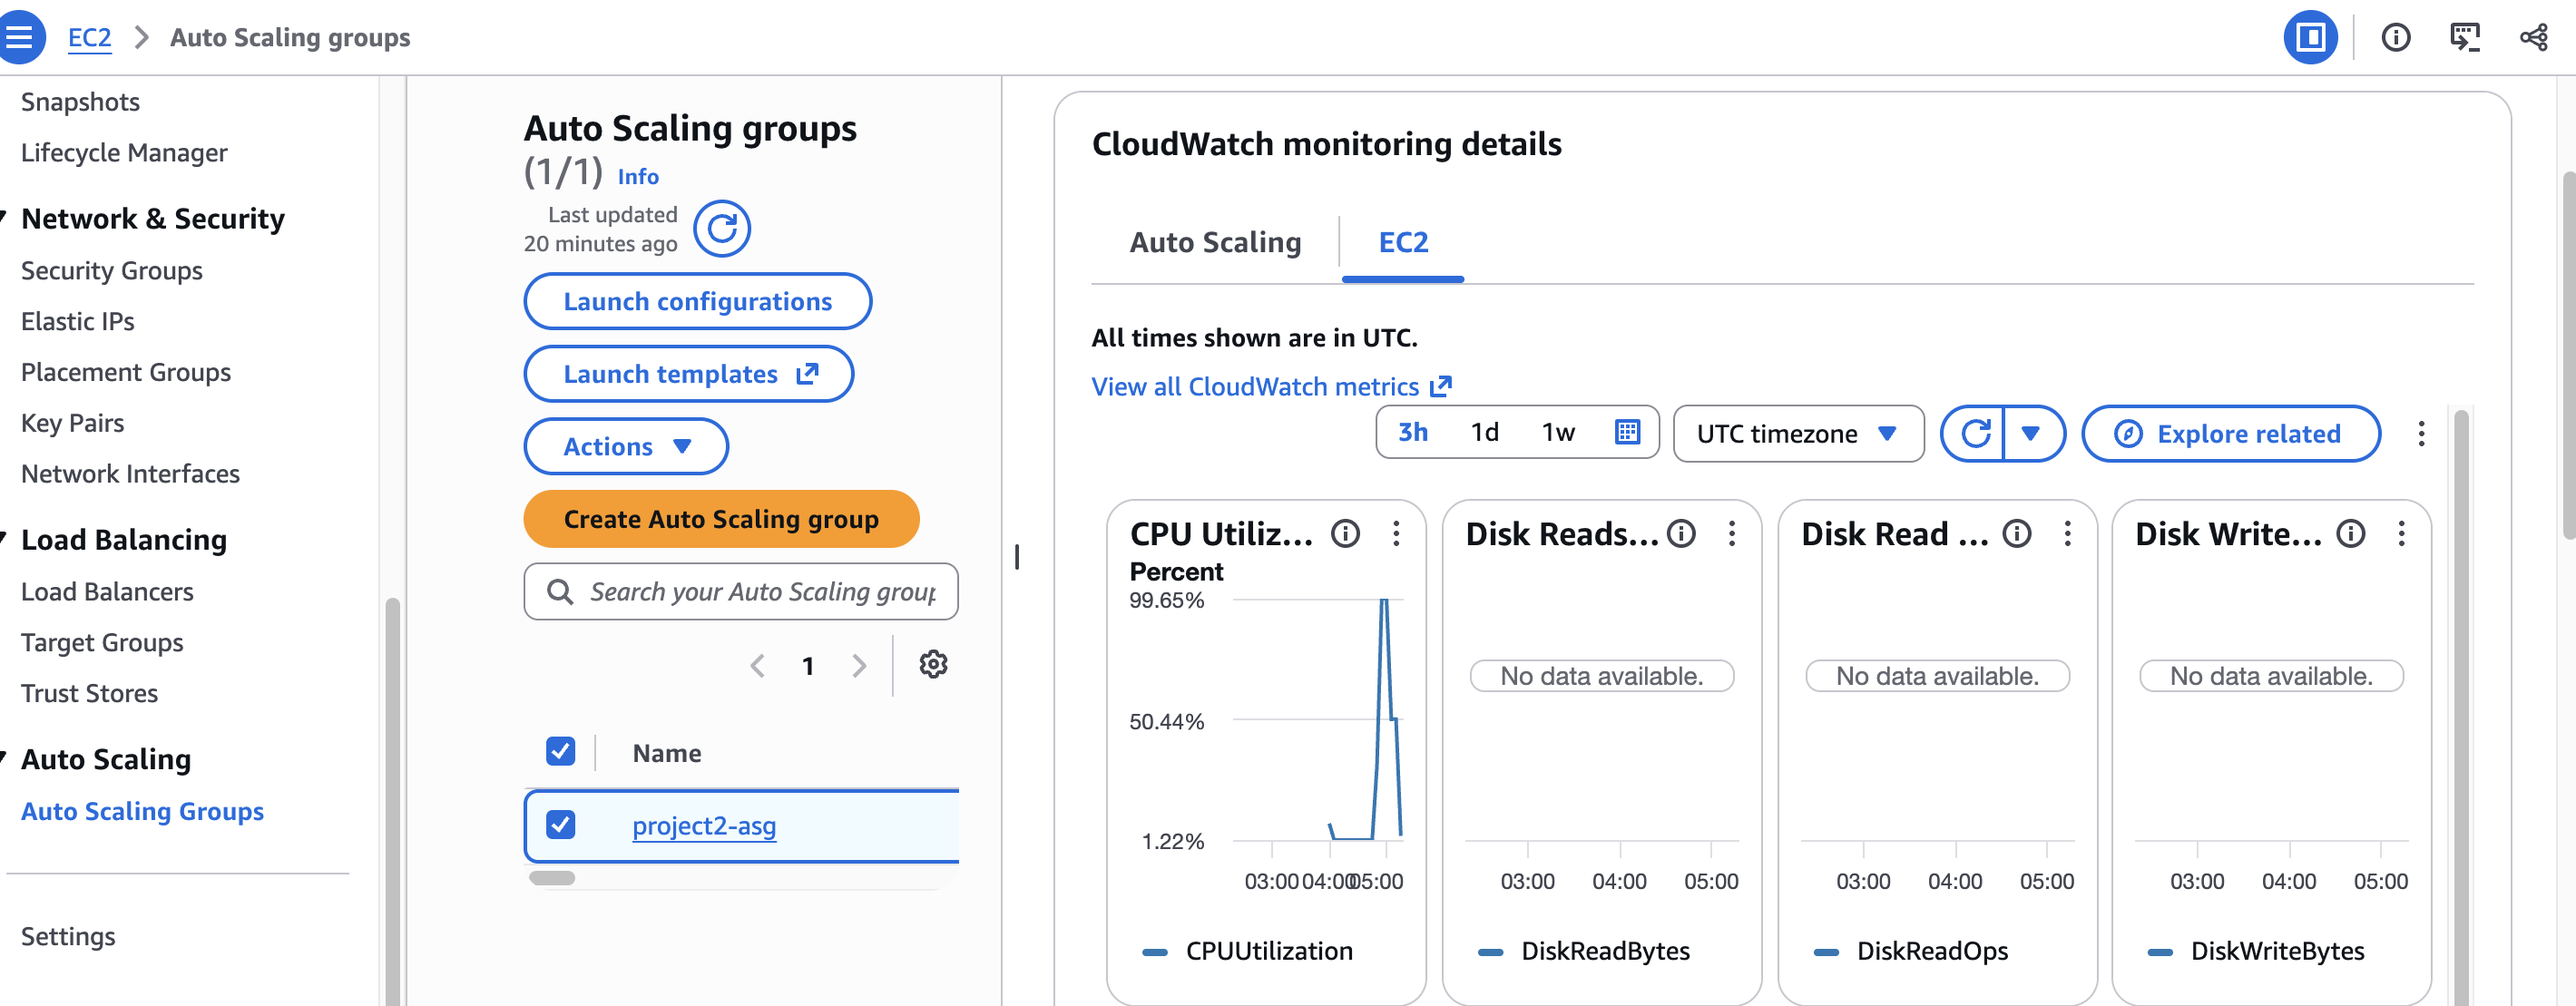 EC2 > Auto Scaling groups
Snapshots
Lifecycle Manager
Network & Security
Security Groups
Elastic IPs
Placement Groups
Key Pairs
Network Interfaces
Load Balancing
Load Balancers
Target Groups
Trust Stores
Auto Scaling
Auto Scaling Groups
Settings
Auto Scaling groups
(1/1) Info
Last updated
20 minutes ago
Launch configurations
Launch templates
Actions
Create Auto Scaling group
Search your Auto Scaling group
1
Name
project2-asg
CloudWatch monitoring details
Auto Scaling
EC2
All times shown are in UTC.
View all CloudWatch metrics
3h 1d 1w UTC timezone Explore related
CPU Utiliz...
Percent
99.65%
50.44%
1.22%
03:00 04:00 05:00
CPUUtilization
Disk Reads...
No data available.
03:00 04:00 05:00
DiskReadBytes
Disk Read ...
No data available.
03:00 04:00 05:00
DiskReadOps
Disk Write...
No data available.
03:00 04:00 05:00
DiskWriteBytes